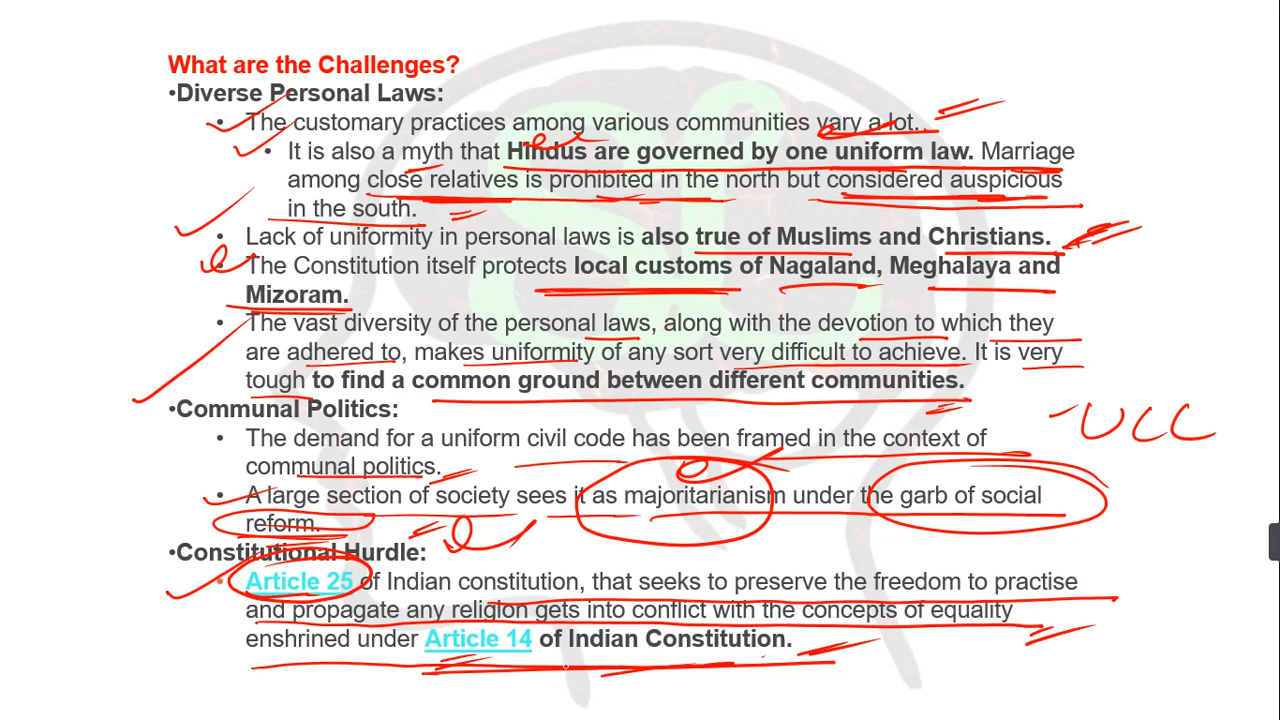 What are the Challenges?
•Diverse Personal Laws:
• The customary practices among various communities vary a lot.
• It is also a myth that Hindus are governed by one uniform law. Marriage
among close relatives is prohibited in the north but considered auspicious
in the south.
• Lack of uniformity in personal laws is also true of Muslims and Christians.
• The Constitution itself protects local customs of Nagaland, Meghalaya and
Mizoram.
• The vast diversity of the personal laws, along with the devotion to which they
are adhered to, makes uniformity of any sort very difficult to achieve. It is very
tough to find a common ground between different communities.
•Communal Politics:
UCC
• The demand for a uniform civil code has been framed in the context of
communal politics.
• A large section of society sees it as majoritarianism under the garb of social
reform.
•Constitutional Hurdle:
• Article 25 of Indian constitution, that seeks to preserve the freedom to practise
and propagate any religion gets into conflict with the concepts of equality
enshrined under Article 14 of Indian Constitution.